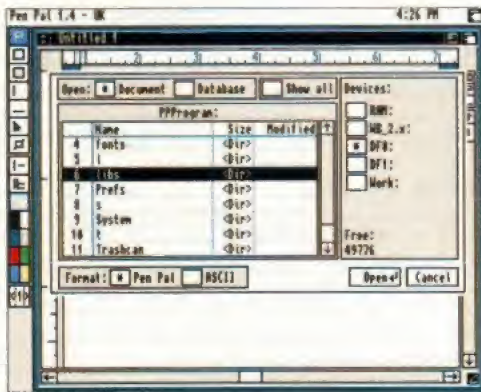 Pen Pal 1.4 - UK 4:26 PM
Untitled 1
Open: Document Database Show all
Devices:
PPProgram:
Name Size Modified
4 fonts <Dir>
5 l <Dir>
6 libs <Dir>
7 Prefs <Dir>
8 s <Dir>
9 System <Dir>
10 t <Dir>
11 Trashcan <Dir>
RAM:
WB_2.x:
DF0:
DF1:
Work:
Free:
49776
Format: Pen Pal ASCII
Open Cancel